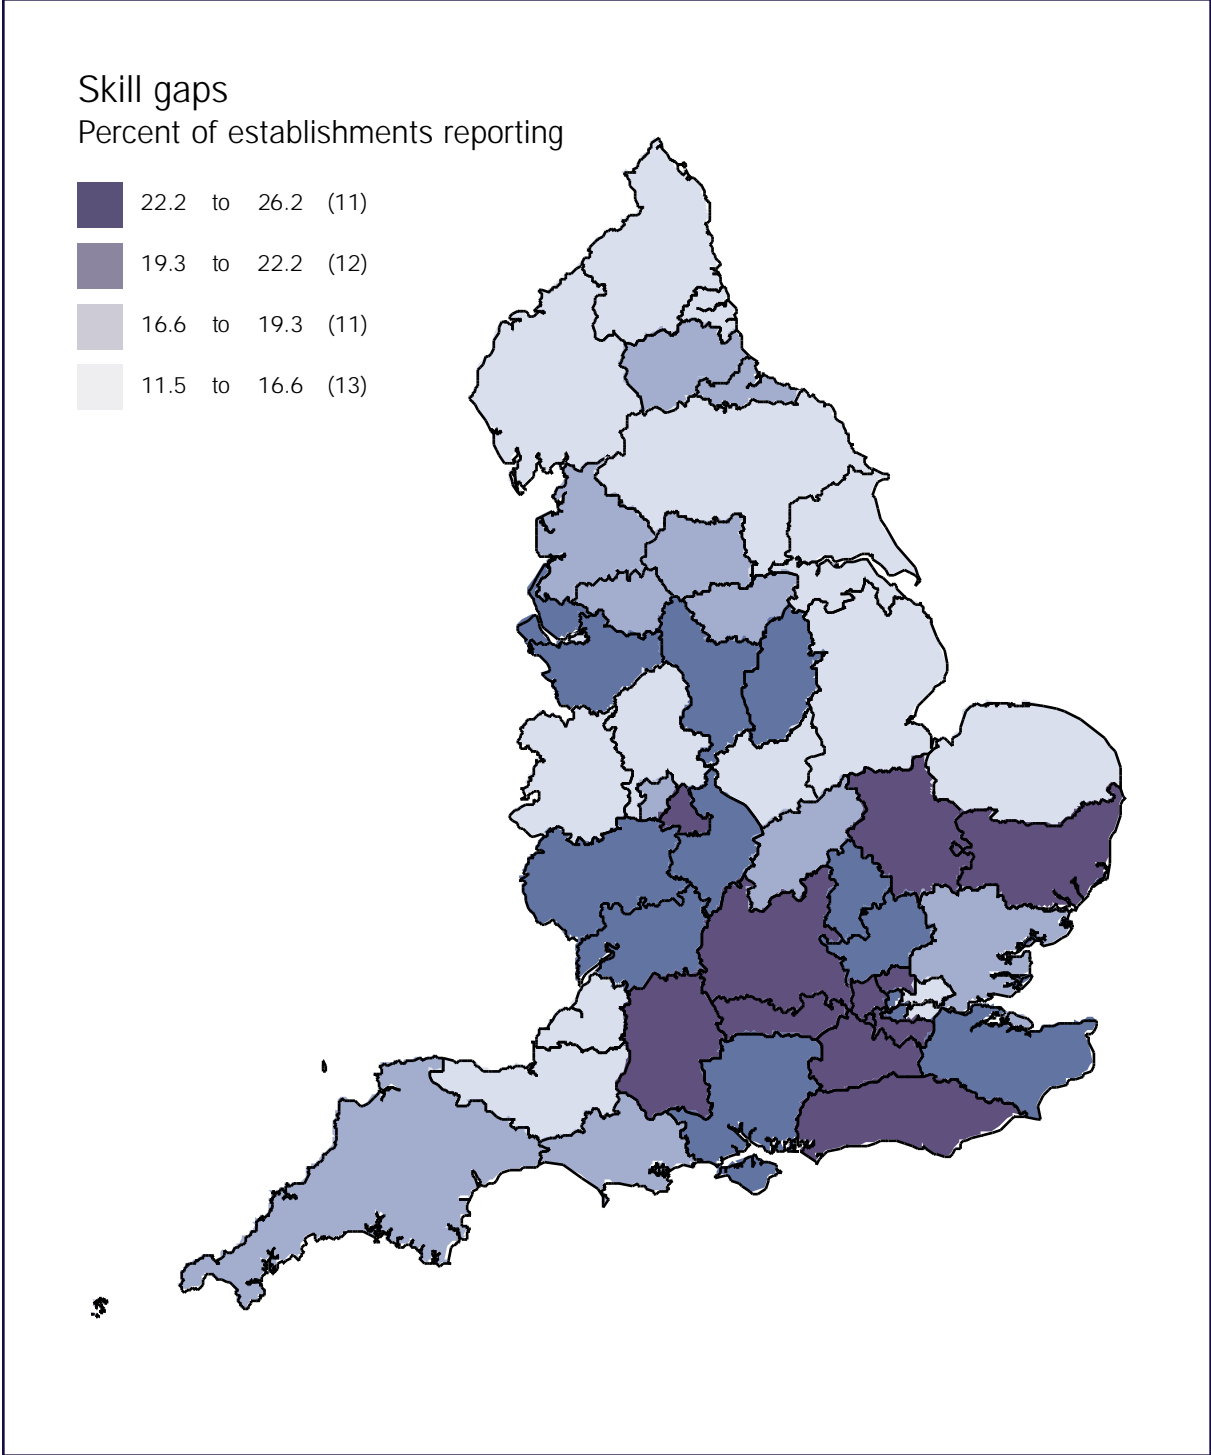 Skill gaps
Percent of establishments reporting
22.2 to 26.2 (11)
19.3 to 22.2 (12)
16.6 to 19.3 (11)
11.5 to 16.6 (13)